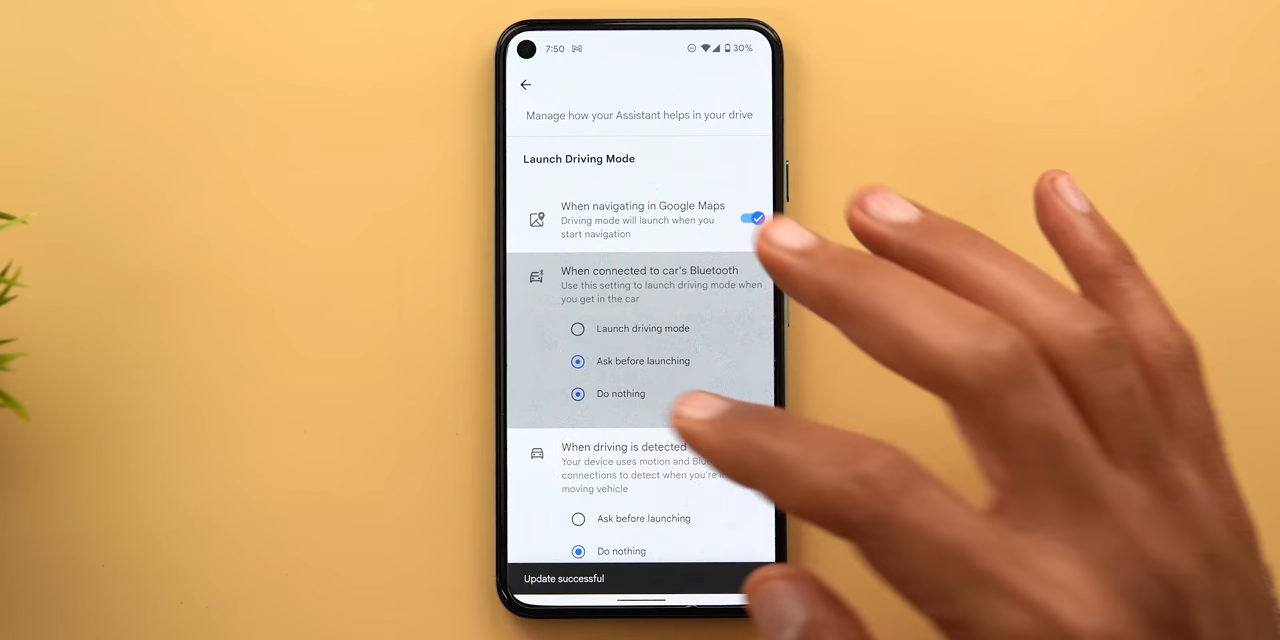 7:50 30%
Manage how your Assistant helps in your drive
Launch Driving Mode
When navigating in Google Maps
Driving mode will launch when you
start navigation
When connected to car's Bluetooth
Use this setting to launch driving mode when
you get in the car
Launch driving mode
Ask before launching
Do nothing
When driving is detected
Your device uses motion and
connections to detect when you're
moving vehicle
Ask before launching
Do nothing
Update successful